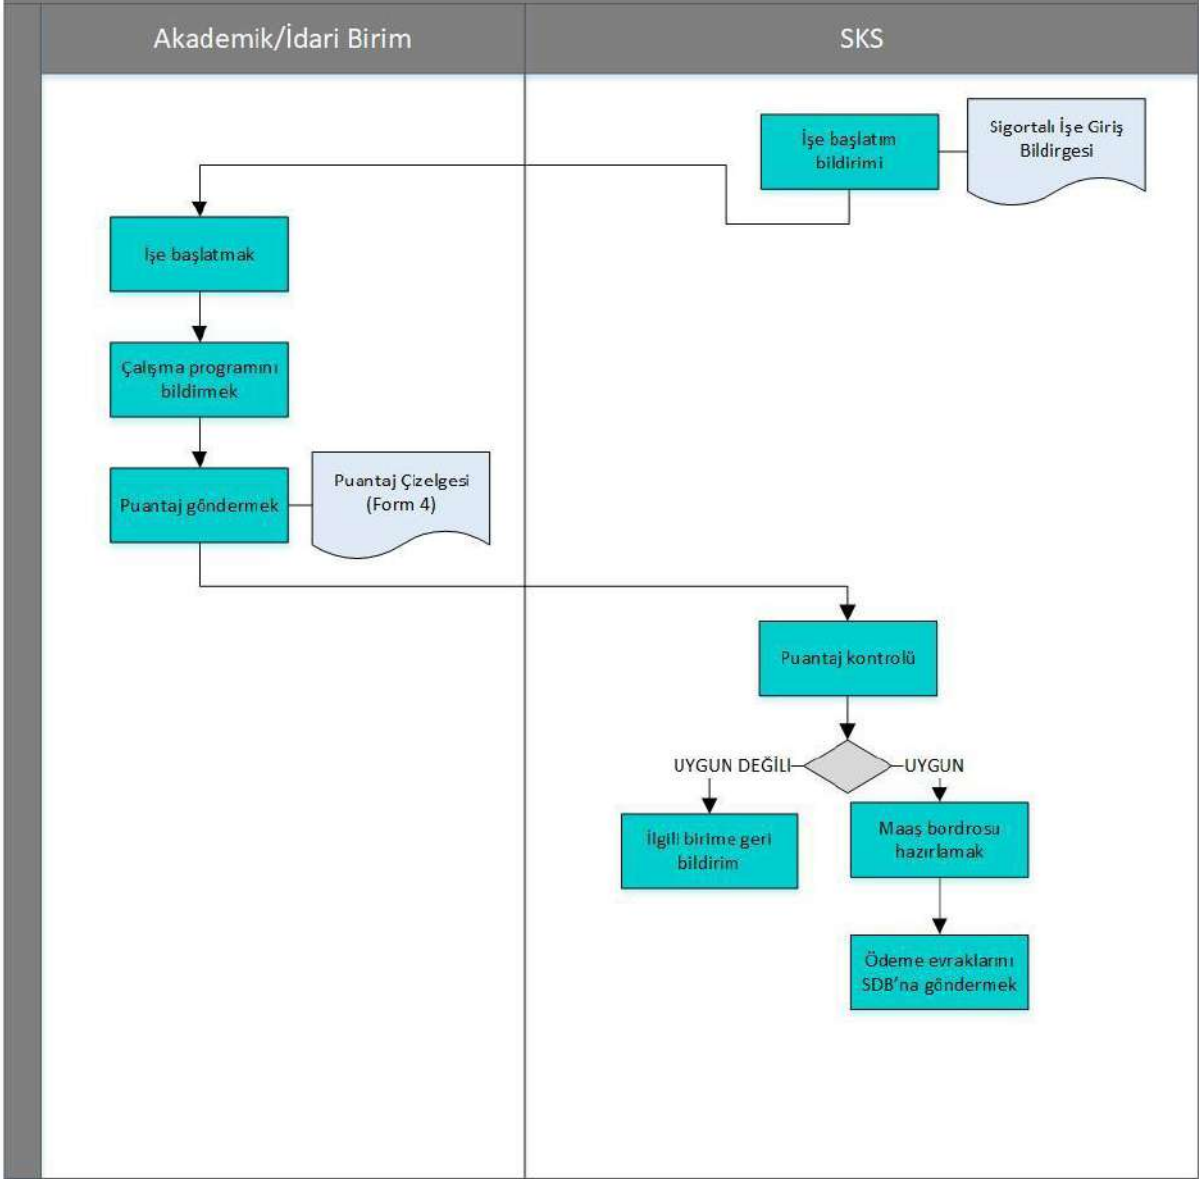 Akademik/İdari Birim
SKS
İşe başlatım
bildirimi
Sigortalı İşe Giriş
Bildirgesi
İşe başlatmak
Çalışma programını
bildirmek
Puantaj göndermek
Puantaj Çizelgesi
(Form 4)
Puantaj kontrolü
UYGUN DEĞİLI
UYGUN
İlgili birime geri
bildirim
Maaş bordrosu
hazırlamak
Ödeme evraklarını
SDB'na göndermek